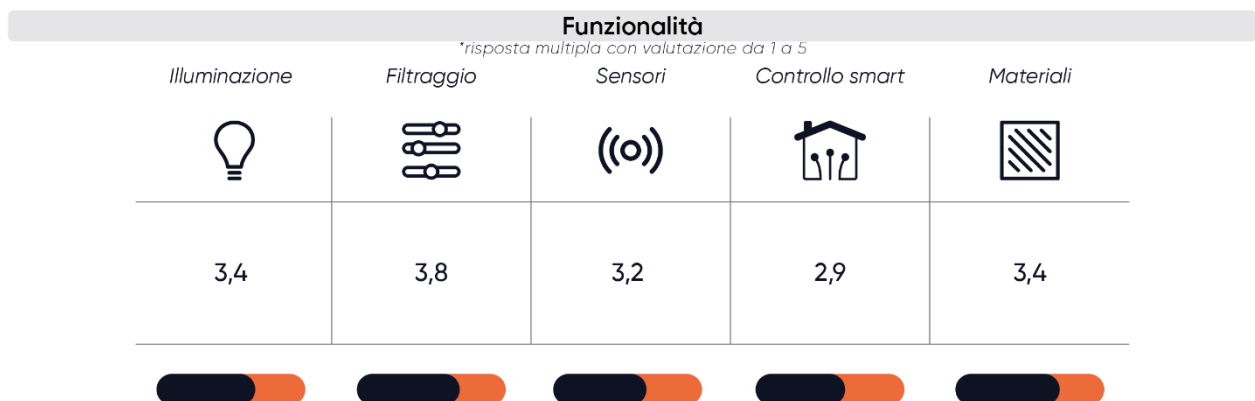 Funzionalità
*risposta multipla con valutazione da 1 a 5
Illuminazione Filtraggio Sensori Controllo smart Materiali
3,4 3,8 3,2 2,9 3,4